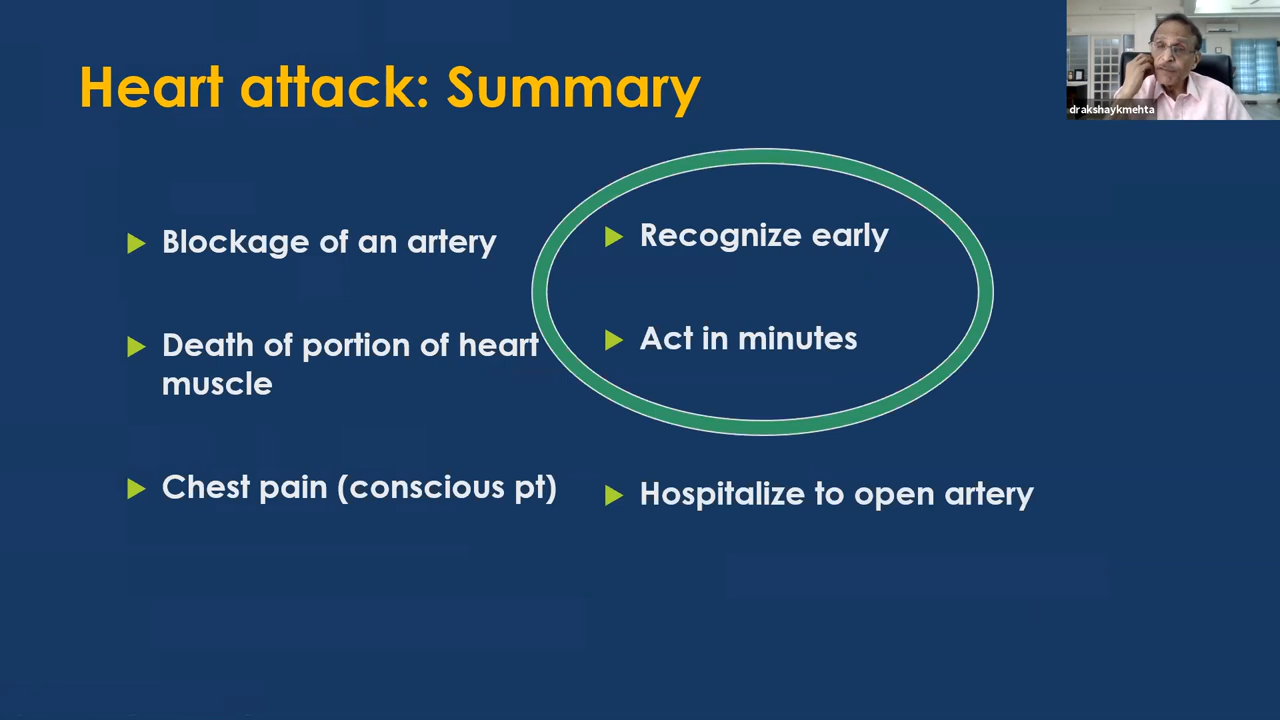 Heart attack: Summary
drakshaykmehta
Blockage of an artery
Death of portion of heart
muscle
Chest pain (conscious pt)
Recognize early
Act in minutes
Hospitalize to open artery